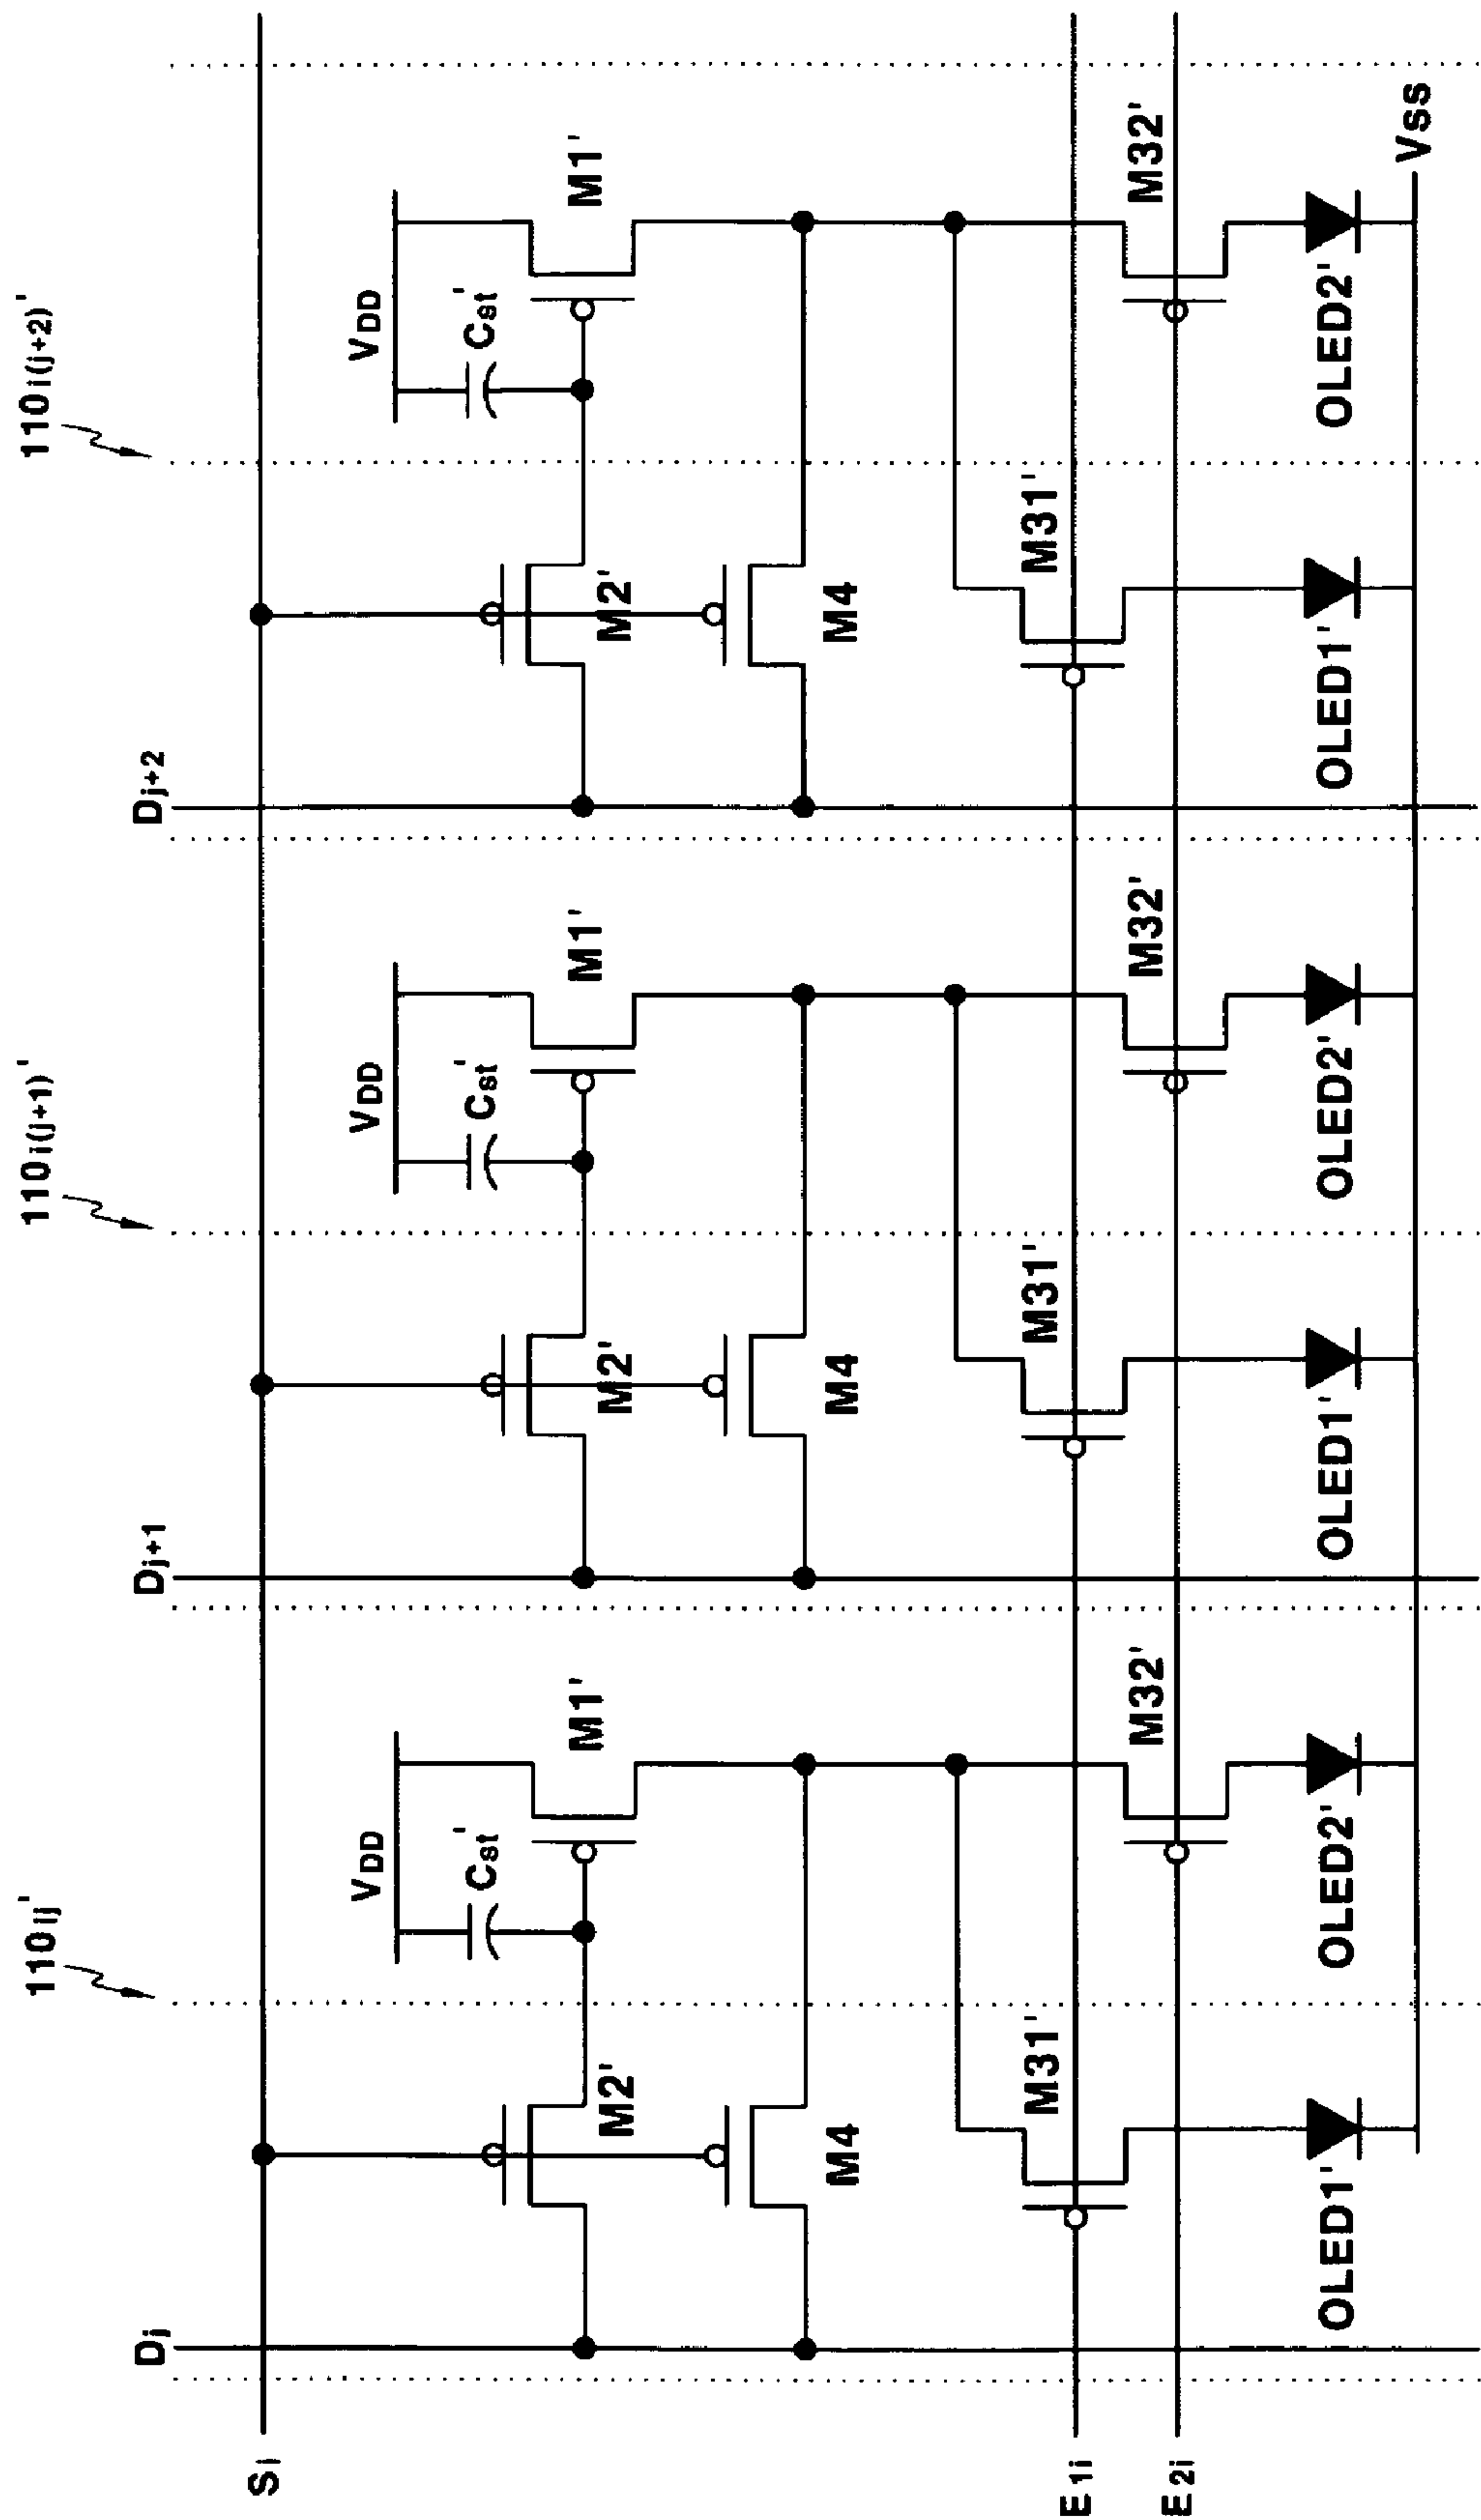 110ij'
110i(j+1)'
110i(j+2)'
Dj
Dj+1
Dj+2
Si
VDD
VDD
VDD
Cst'
Cst'
Cst'
M1'
M1'
M1'
M2'
M2'
M2'
M4
M4
M4
M31'
M31'
M31'
E1i
M32'
M32'
M32'
E2i
OLED1'
OLED2'
OLED1'
OLED2'
OLED1'
OLED2'
VSS